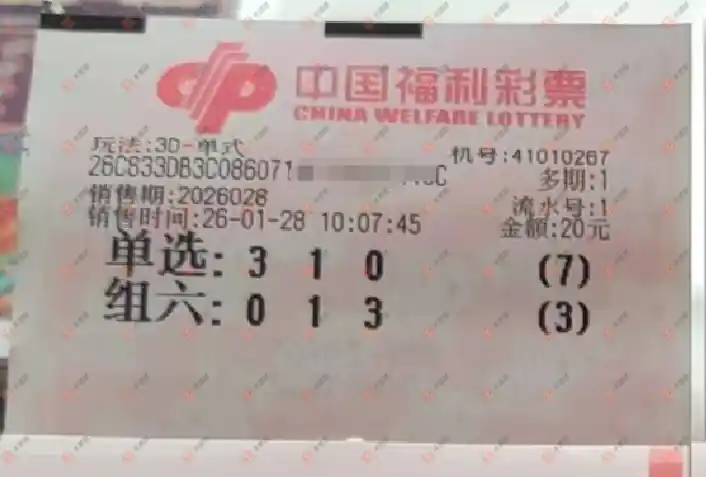 中国福利彩票
CHINA WELFARE LOTTERY
玩法:3D-单式
机号:41010267
26C833DB3C086071
多期:1
销售期:2026028
流水号:1
销售时间:26-01-28 10:07:45
金额:20元
单选: 3 1 0 (7)
组六: 0 1 3 (3)